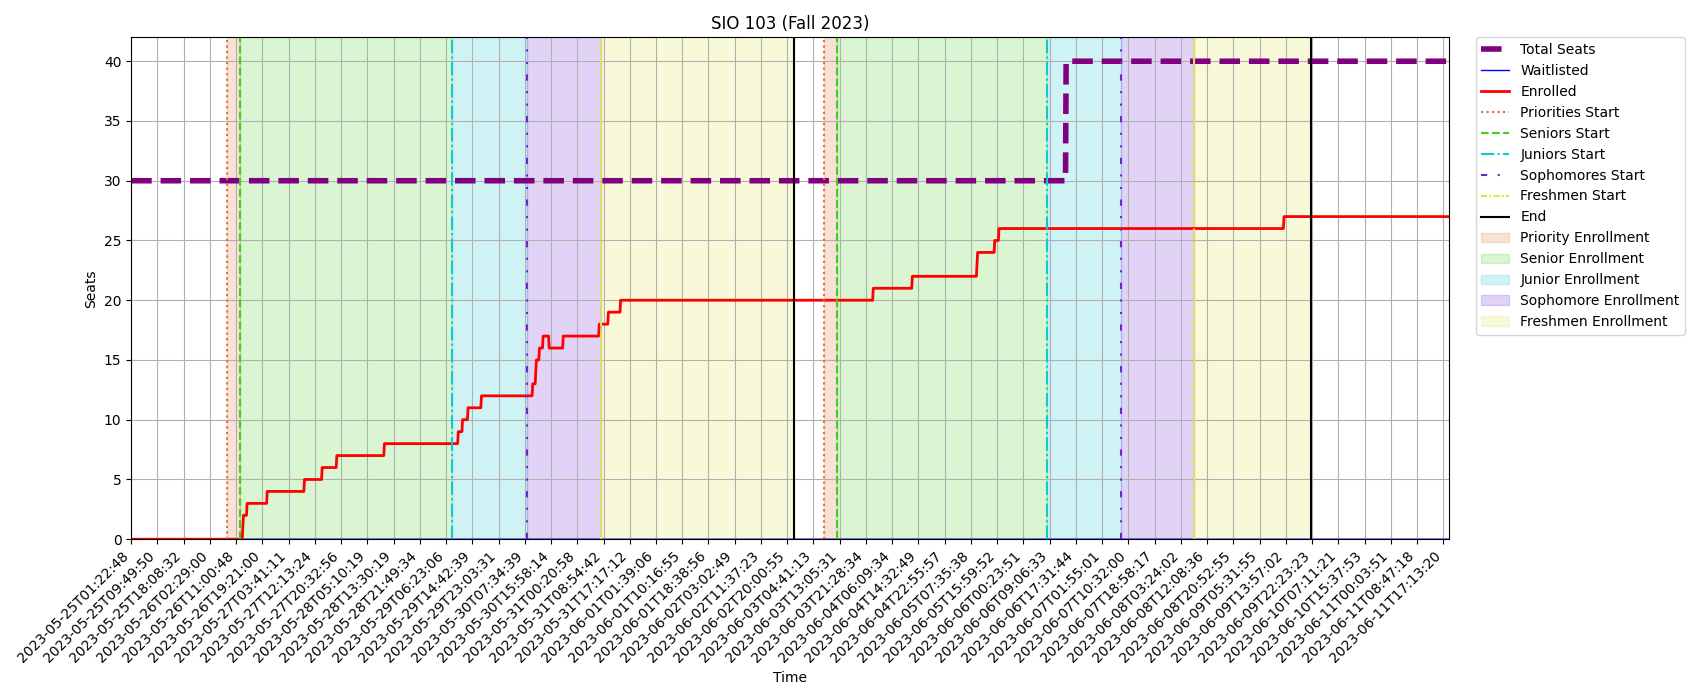 SIO 103 (Fall 2023)
Seats
40
35
30
25
20
15
10
5
0
2023-05-25T01:22:48
2023-05-25T09:49:50
2023-05-25T18:08:32
2023-05-26T02:29:00
2023-05-26T11:00:48
2023-05-26T19:21:00
2023-05-27T03:41:11
2023-05-27T12:13:24
2023-05-27T20:32:56
2023-05-28T05:10:19
2023-05-28T13:30:19
2023-05-28T21:49:34
2023-05-29T06:23:06
2023-05-29T14:42:39
2023-05-29T23:03:31
2023-05-30T07:34:39
2023-05-30T15:58:14
2023-05-31T00:20:58
2023-05-31T08:54:42
2023-05-31T17:17:12
2023-06-01T01:39:06
2023-06-01T10:16:55
2023-06-01T18:38:56
2023-06-02T03:02:49
2023-06-02T11:37:23
2023-06-02T20:00:55
2023-06-03T04:41:13
2023-06-03T13:05:31
2023-06-03T21:28:34
2023-06-04T06:09:34
2023-06-04T14:32:49
2023-06-04T22:55:57
2023-06-05T07:35:38
2023-06-05T15:59:52
2023-06-06T00:23:51
2023-06-06T09:06:33
2023-06-06T17:31:44
2023-06-07T01:55:01
2023-06-07T10:32:00
2023-06-07T18:58:17
2023-06-08T03:24:02
2023-06-08T12:08:36
2023-06-08T20:52:55
2023-06-09T05:31:55
2023-06-09T13:57:02
2023-06-09T22:23:23
2023-06-10T07:11:21
2023-06-10T15:37:53
2023-06-11T00:03:51
2023-06-11T08:47:18
2023-06-11T17:13:20
Time
Total Seats
Waitlisted
Enrolled
Priorities Start
Seniors Start
Juniors Start
Sophomores Start
Freshmen Start
End
Priority Enrollment
Senior Enrollment
Junior Enrollment
Sophomore Enrollment
Freshmen Enrollment